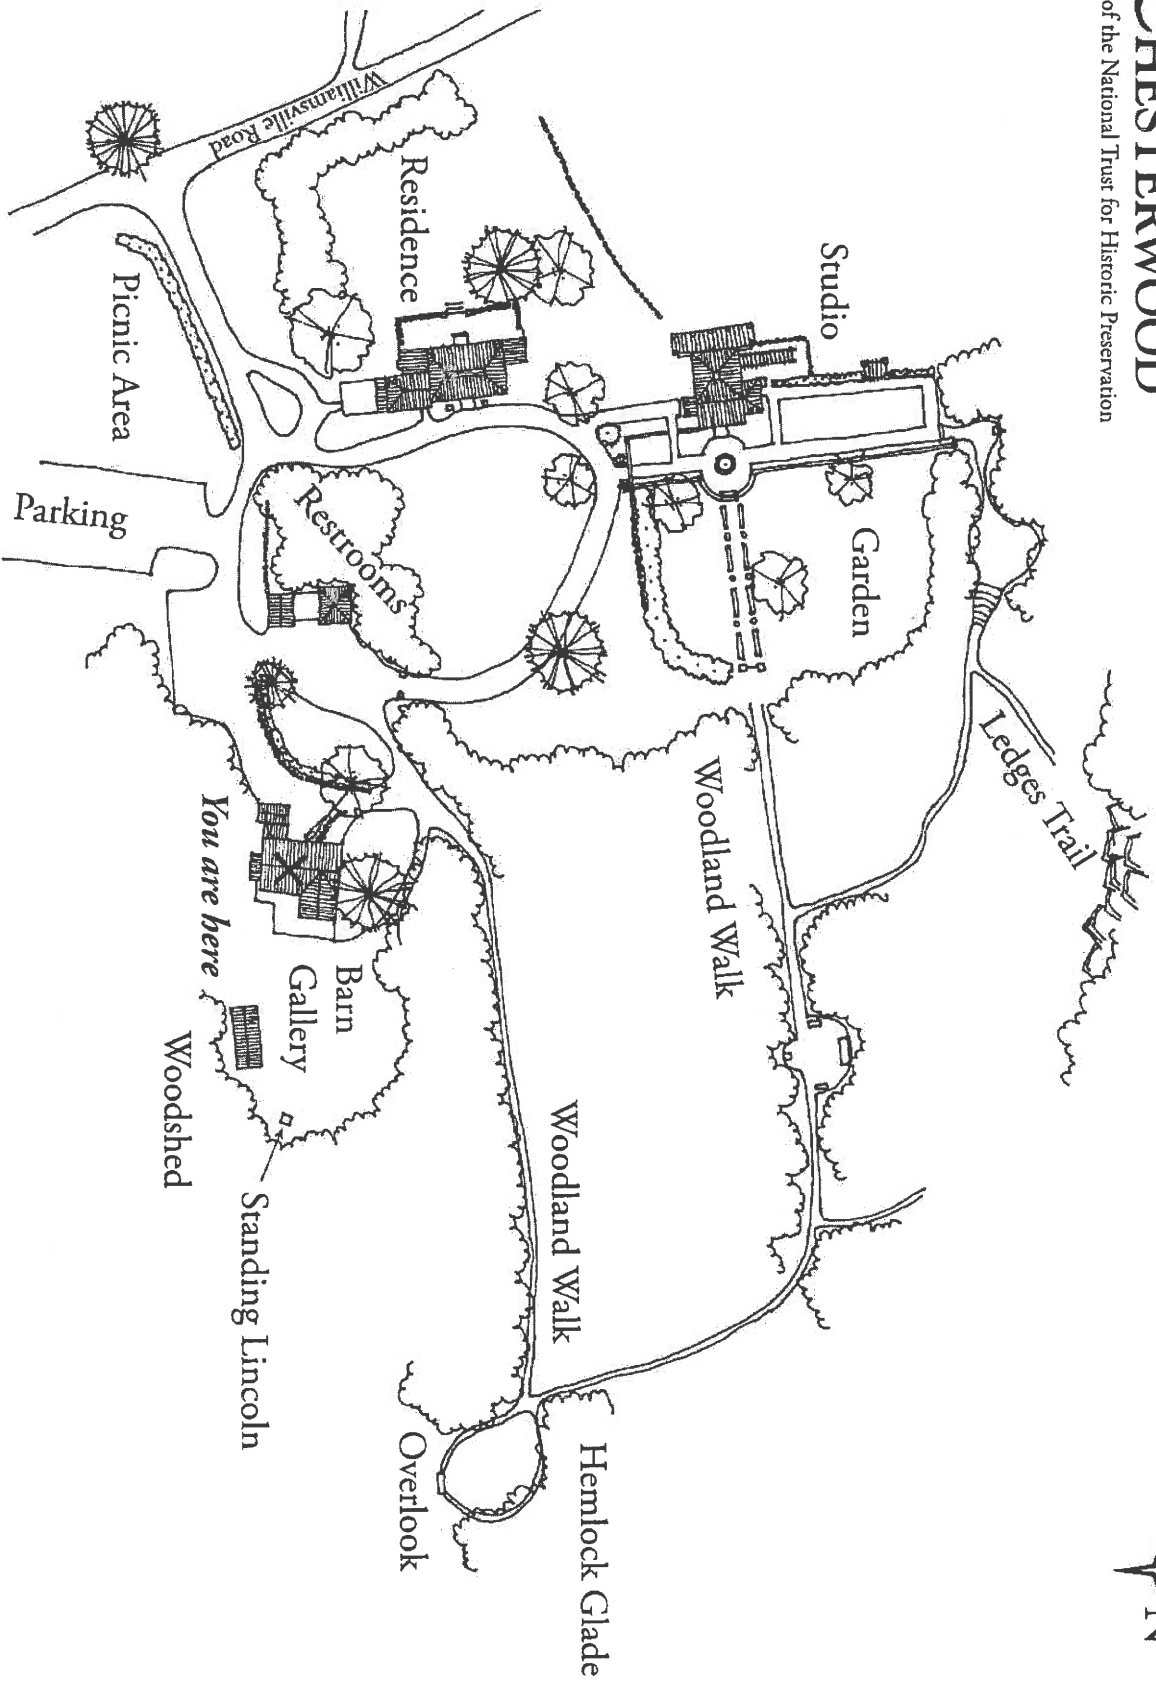 CHESTERWOOD
of the National Trust for Historic Preservation
N
Ledges Trail
Studio
Garden
Woodland Walk
Hemlock Glade
Woodland Walk
Residence
Overlook
Restrooms
Barn
Gallery
Williamsville Road
Standing Lincoln
You are here
Woodshed
Picnic Area
Parking